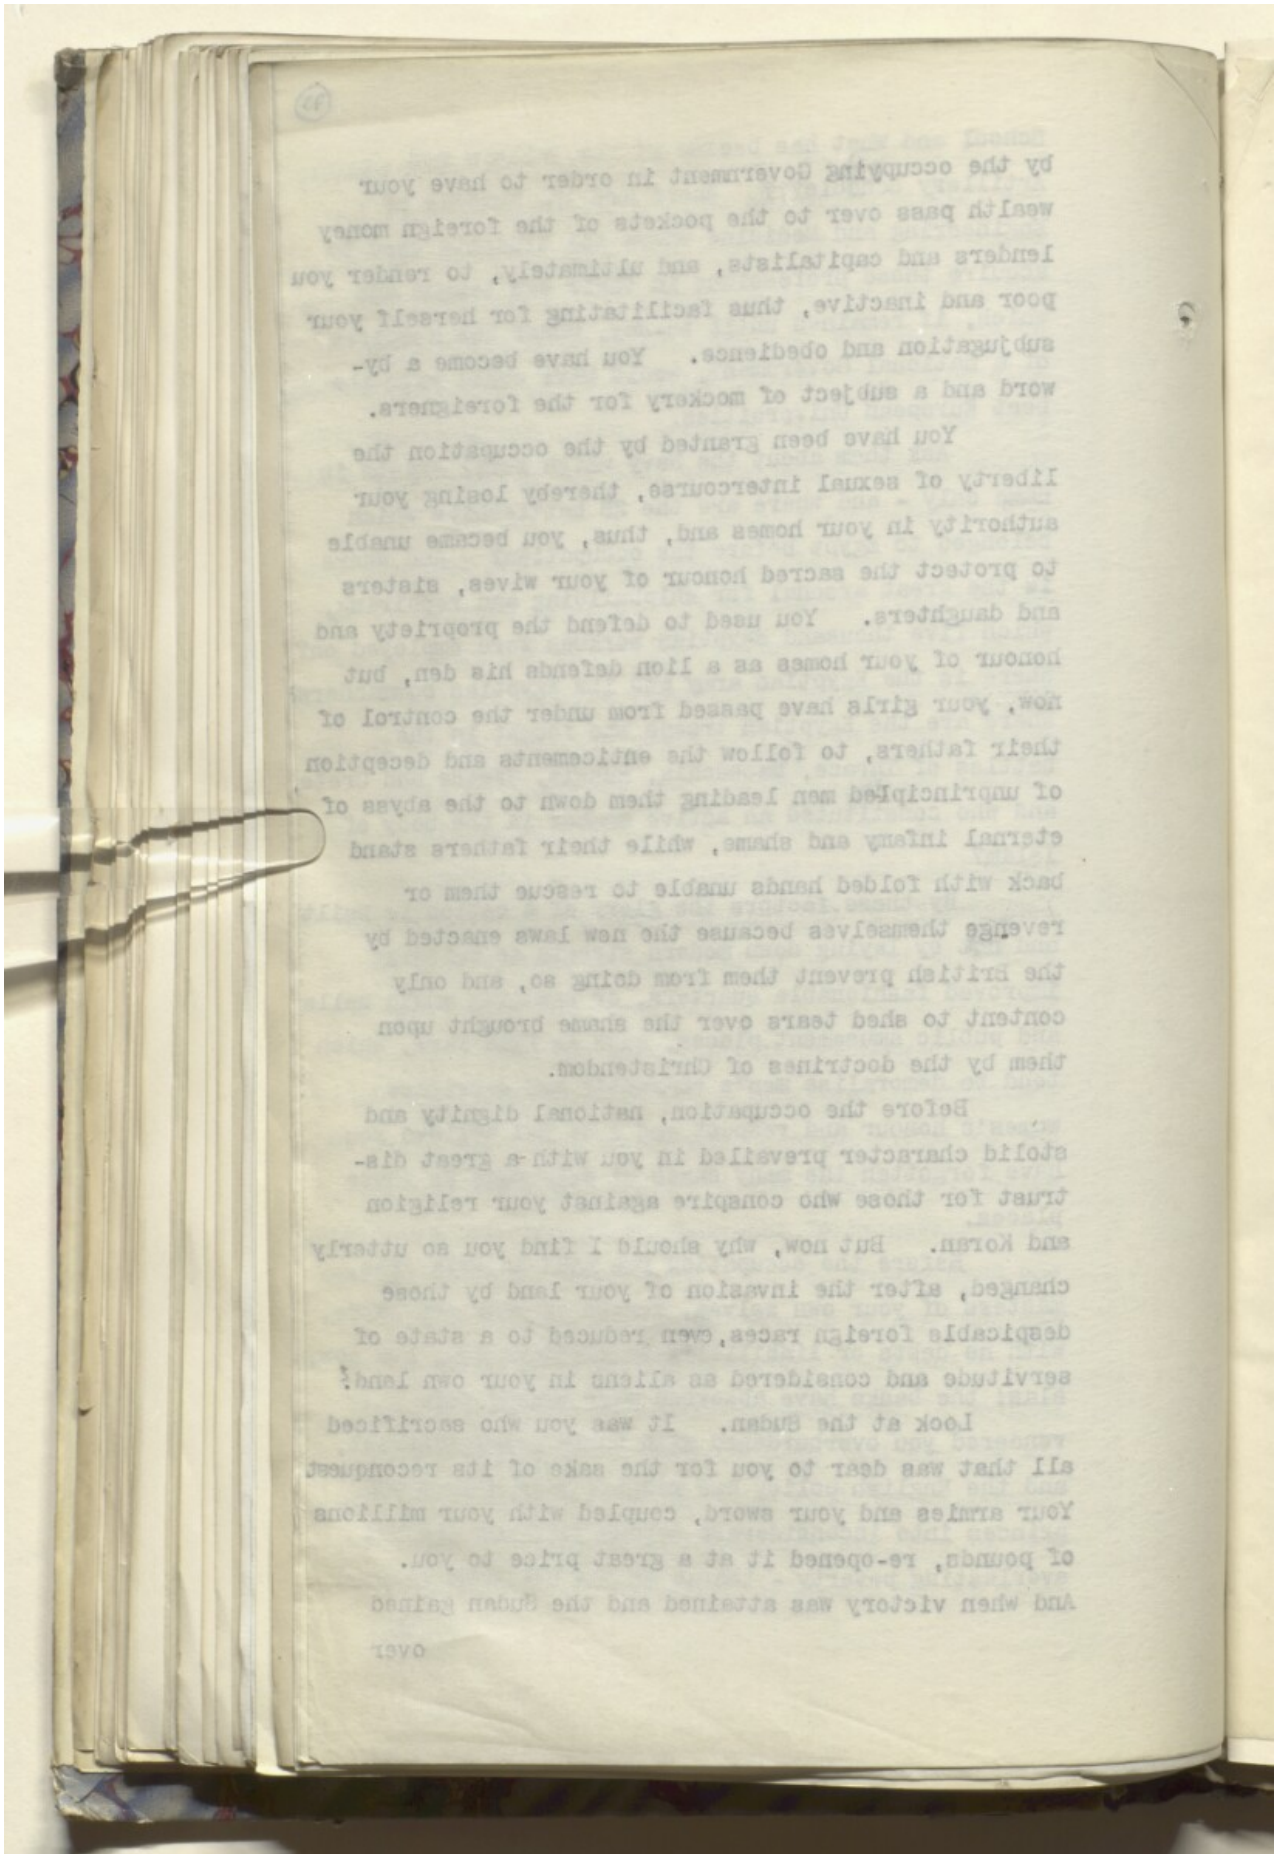 by the occupying Government in order to have your
wealth pass over to the pockets of the foreign money
lenders and capitalists, and ultimately, to render you
poor and inactive, thus facilitating for herself your
subjugation and obedience. You have become a by-
word and a subject of mockery for the foreigners.
You have been granted by the occupation the
liberty of sexual intercourse, thereby losing your
authority in your homes and, thus, you became unable
to protect the sacred honour of your wives, sisters
and daughters. You used to defend the propriety and
honour of your homes as a lion defends his den, but
now, your girls have passed from under the control of
their fathers, to follow the enticements and deception
of unprincipled men leading them down to the abyss of
eternal infamy and shame, while their fathers stand
back with folded hands unable to rescue them or
revenge themselves because the new laws enacted by
the British prevent them from doing so, and only
content to shed tears over the shame brought upon
them by the doctrines of Christendom.
Before the occupation, national dignity and
stolid character prevailed in you with a great dis-
trust for those who conspire against your religion
and Koran. But now, why should I find you so utterly
changed, after the invasion of your land by those
despicable foreign races, even reduced to a state of
servitude and considered as aliens in your own land?
Look at the Sudan. It was you who sacrificed
all that was dear to you for the sake of its reconquest
Your armies and your sword, coupled with your millions
of pounds, re-opened it at a great price to you.
And when victory was attained and the Sudan gained
over